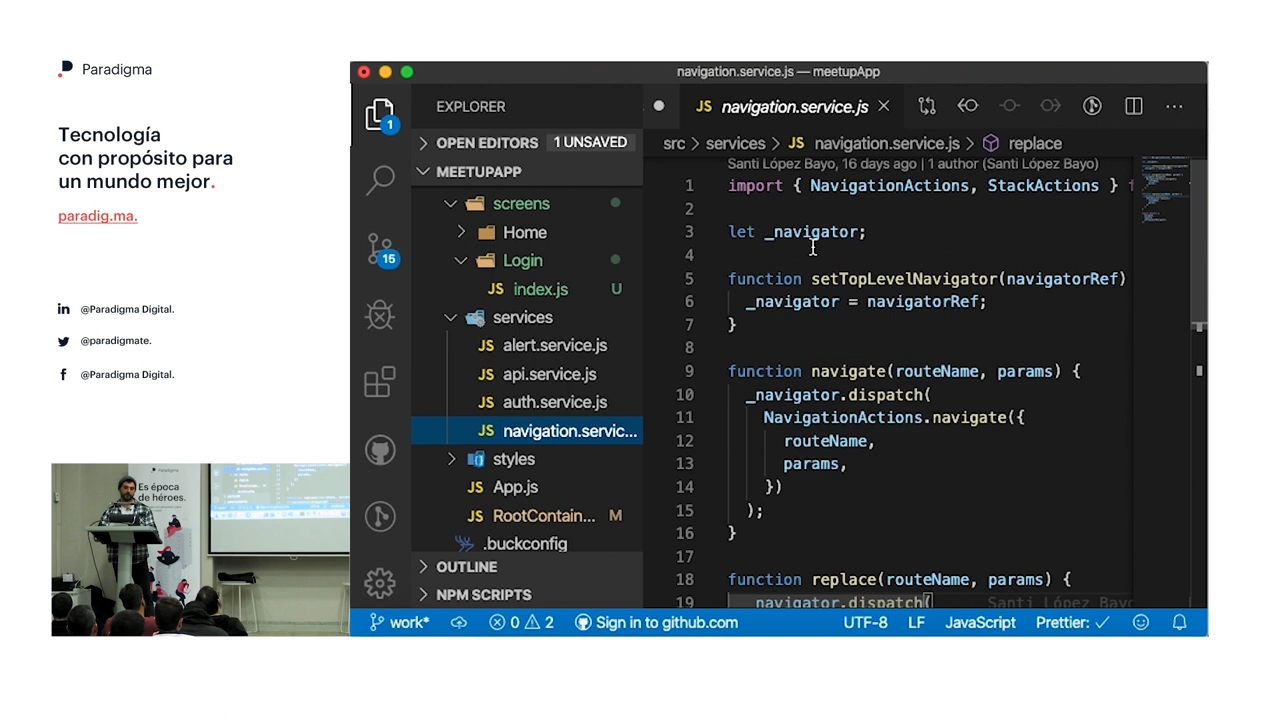 Paradigma
Tecnología
con propósito para
un mundo mejor.
paradig.ma.
@Paradigma Digital.
@paradigmate.
@Paradigma Digital.
Paradigma
Es época
de héroes.
navigation.service.js — meetupApp
EXPLORER
JS navigation.service.js
1
OPEN EDITORS 1 UNSAVED
MEETUPAPP
src > services > JS navigation.service.js > replace
screens
Home
Login
JS index.js U
services
JS alert.service.js
JS api.service.js
JS auth.service.js
JS navigation.servic...
styles
JS App.js
JS RootContain... M
.buckconfig
OUTLINE
NPM SCRIPTS
15
Santi López Bayo, 16 days ago | 1 author (Santi López Bayo)
1 import { NavigationActions, StackActions }
2
3 let _navigator;
4
5 function setTopLevelNavigator(navigatorRef)
6 _navigator = navigatorRef;
7 }
8
9 function navigate(routeName, params) {
10 _navigator.dispatch(
11 NavigationActions.navigate({
12 routeName,
13 params,
14 })
15 );
16 }
17
18 function replace(routeName, params) {
19 _navigator.dispatch( Santi López Bayo
work* 0 2 Sign in to github.com UTF-8 LF JavaScript Prettier: ✓